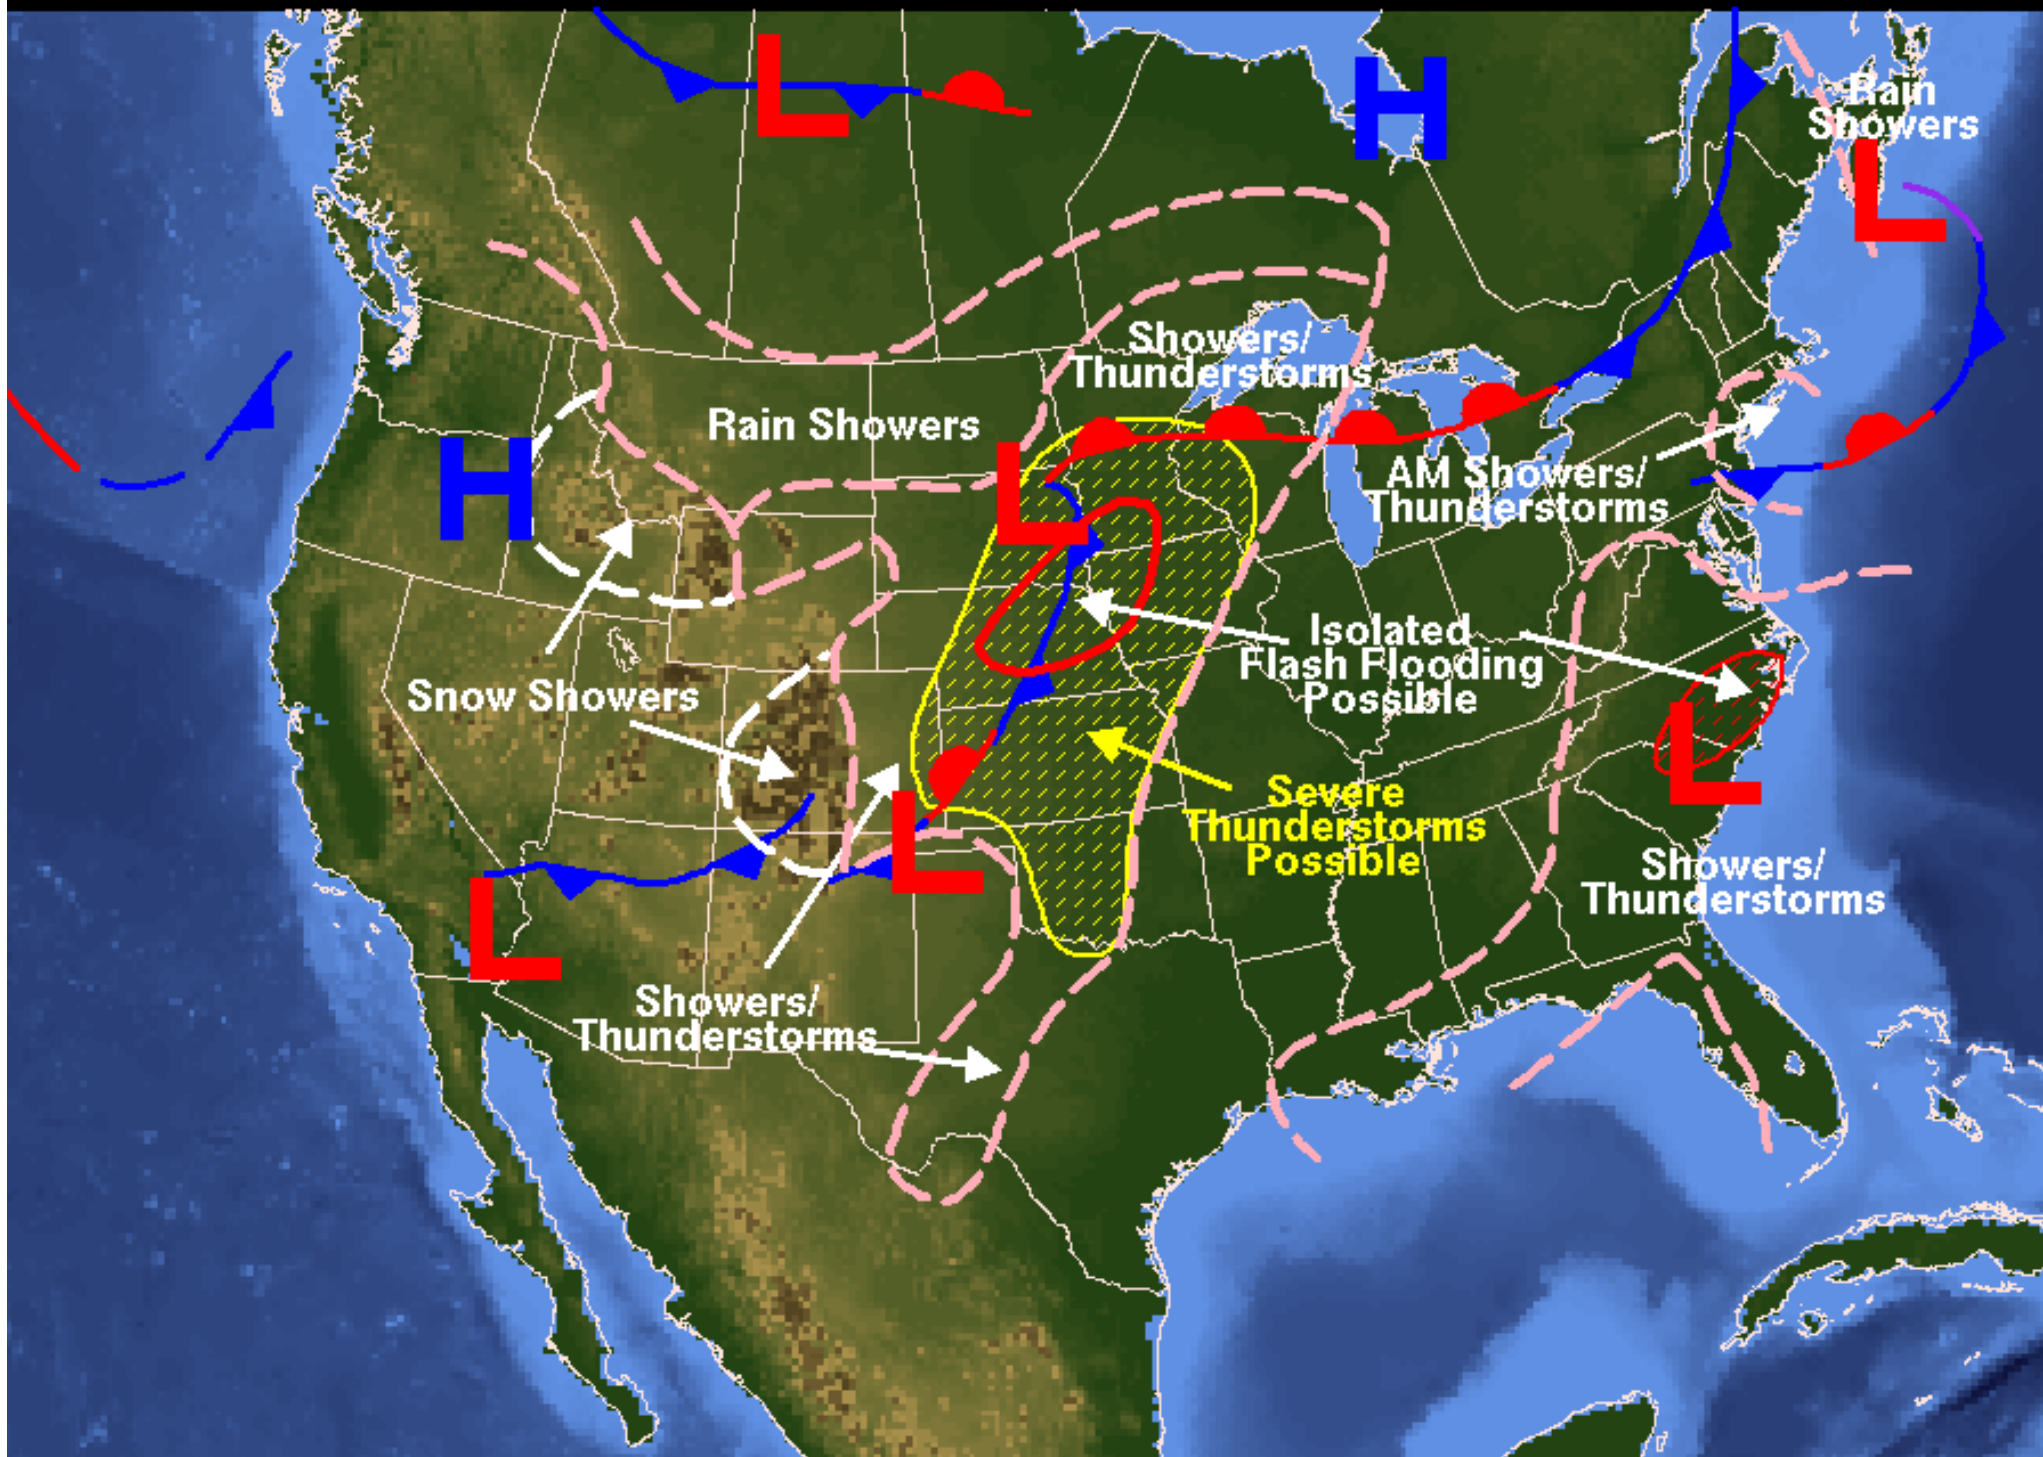 L
H
Rain
Showers
L
Showers/
Thunderstorms
Rain Showers
H
L
AM Showers/
Thunderstorms
Isolated
Flash Flooding
Possible
Snow Showers
L
Severe
Thunderstorms
Possible
L
Showers/
Thunderstorms
L
Showers/
Thunderstorms